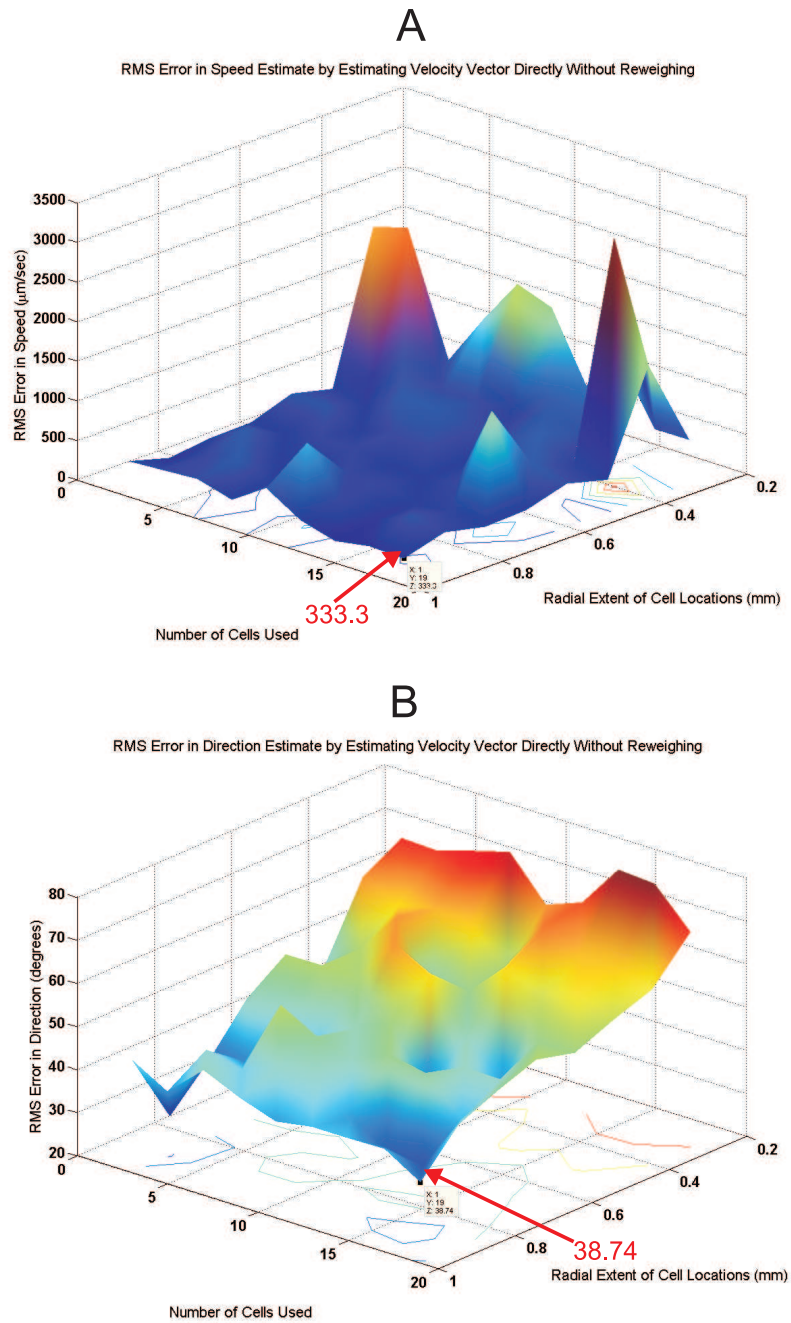 A
RMS Error in Speed Estimate by Estimating Velocity Vector Directly Without Reweighing
3500
3000
2500
2000
1500
1000
500
0
RMS Error in Speed (μm/sec)
0
5
10
15
20
Number of Cells Used
1
0.8
0.6
0.4
0.2
Radial Extent of Cell Locations (mm)
X: 1
Y: 19
Z: 333.3
333.3
B
RMS Error in Direction Estimate by Estimating Velocity Vector Directly Without Reweighing
80
70
60
50
40
30
20
RMS Error in Direction (degrees)
0
5
10
15
20
Number of Cells Used
1
0.8
0.6
0.4
0.2
Radial Extent of Cell Locations (mm)
X: 1
Y: 19
Z: 38.74
38.74